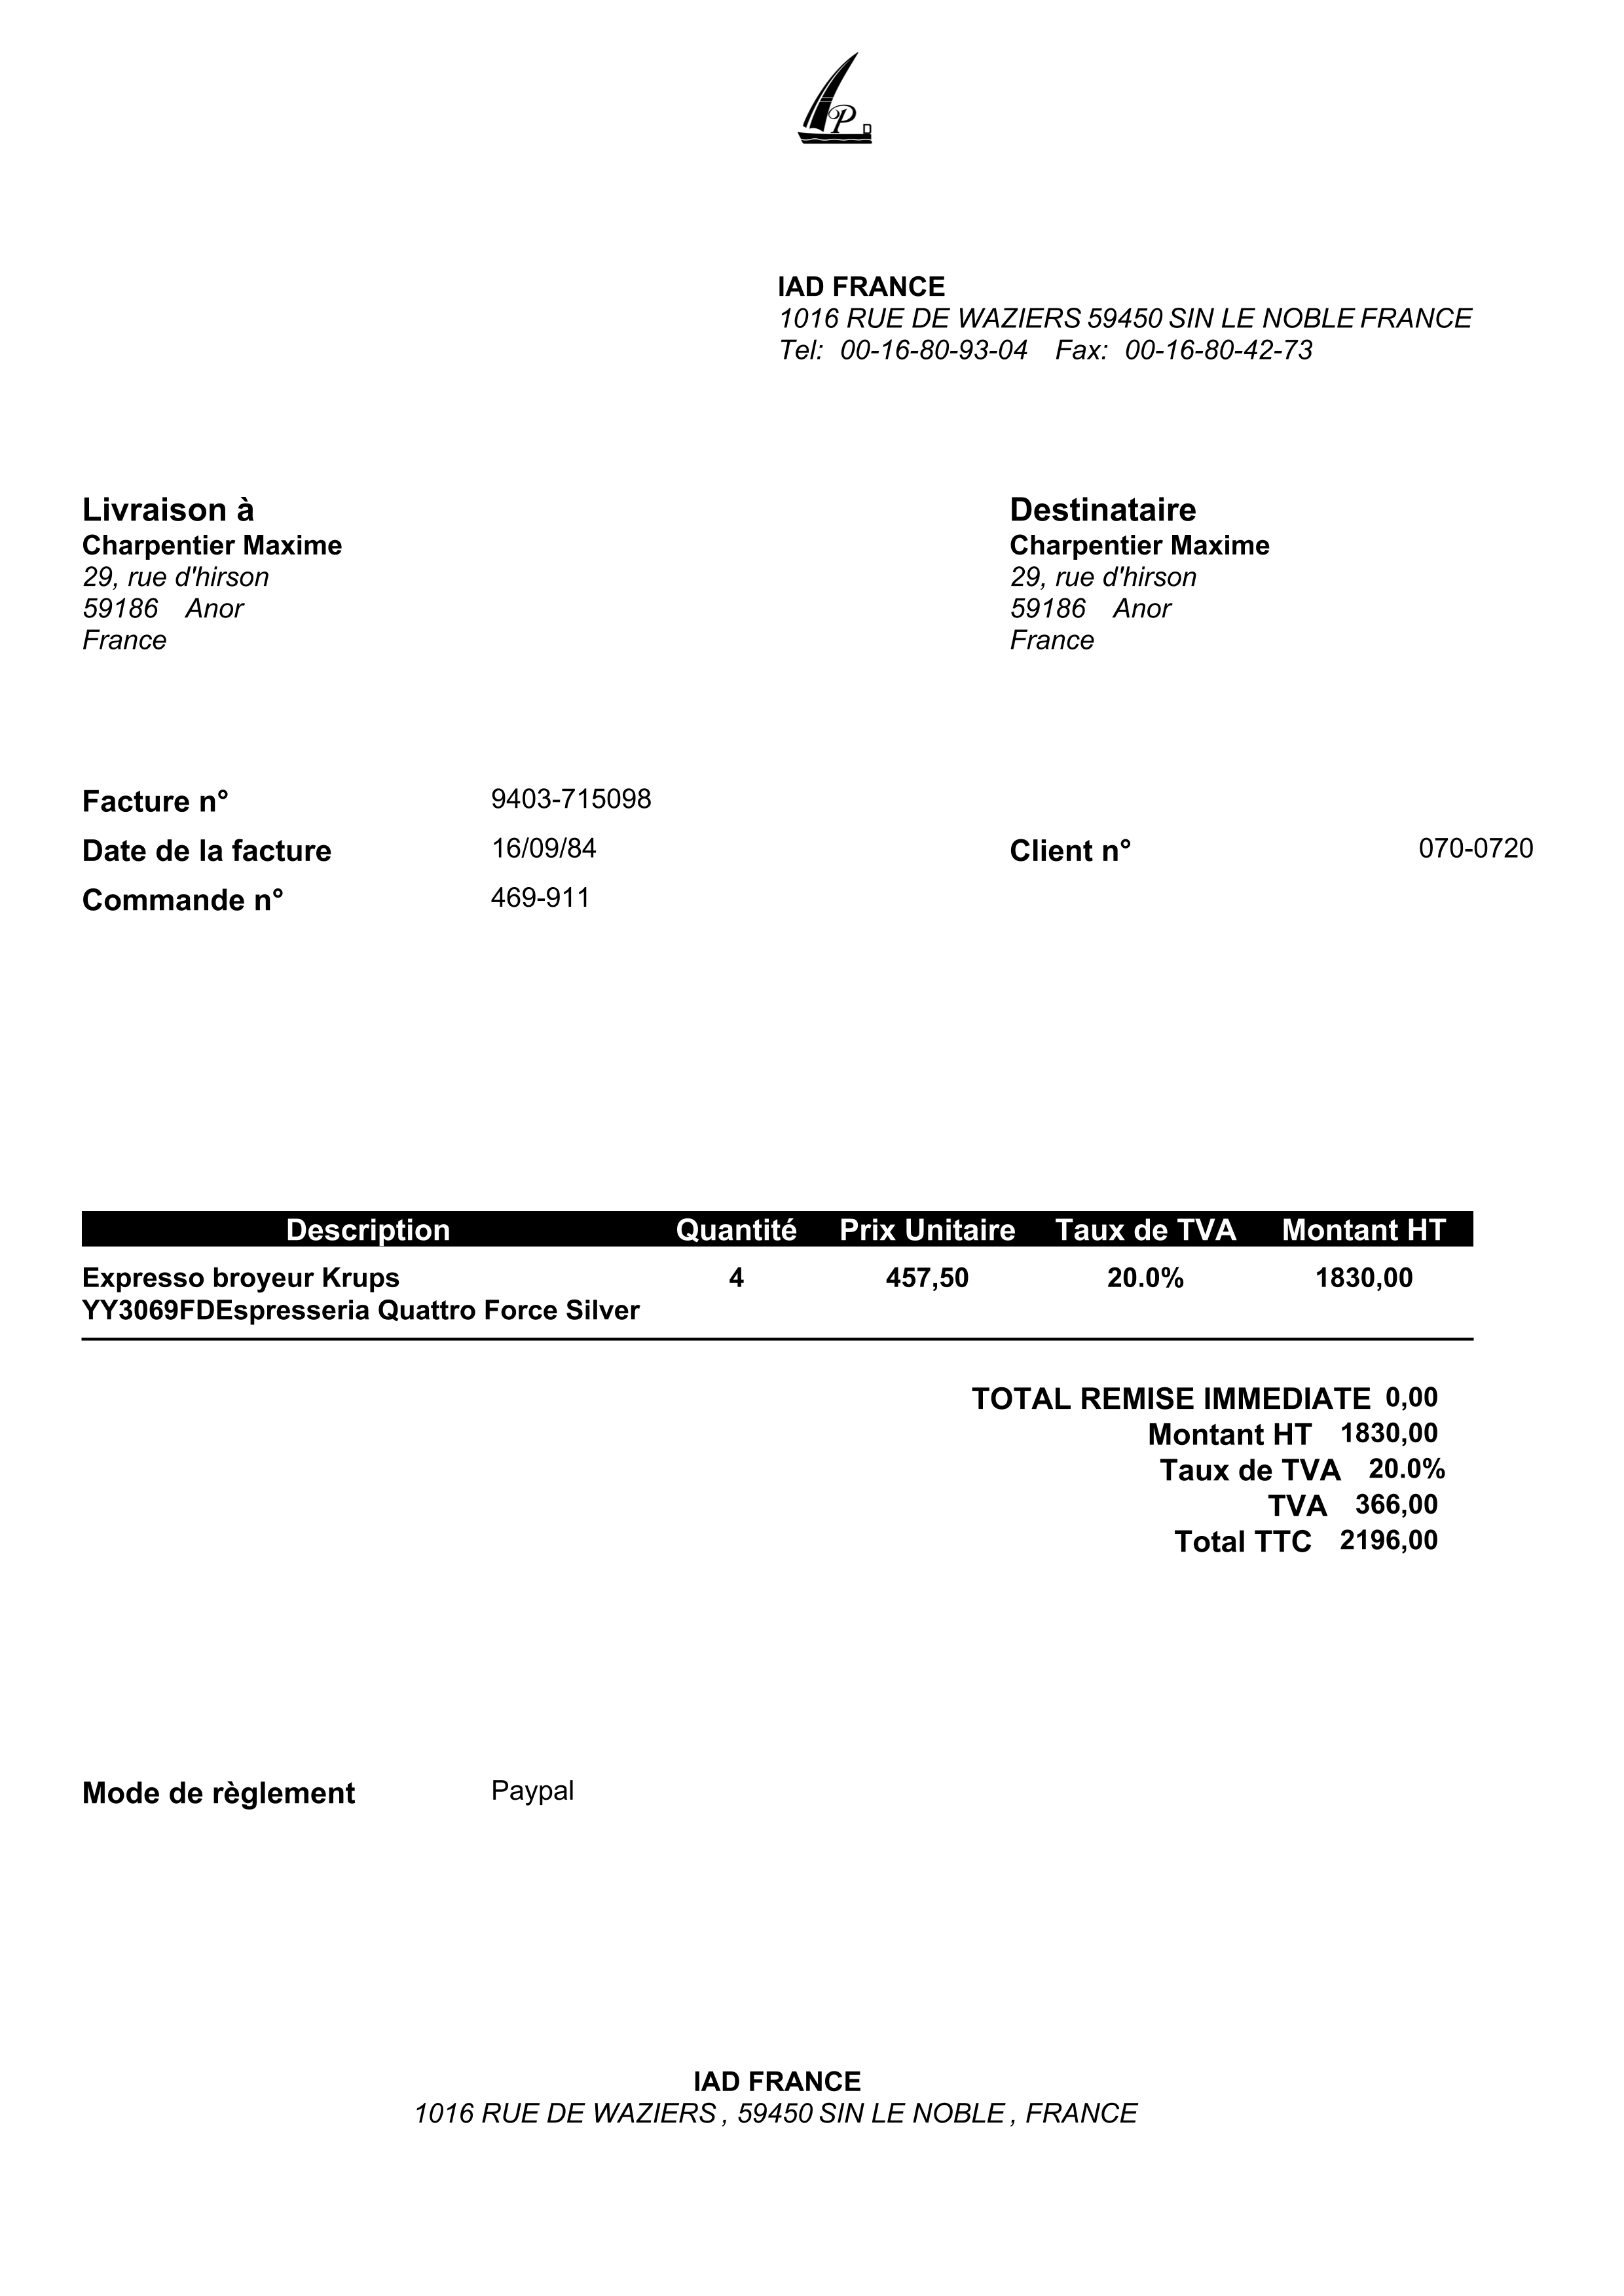 P
IAD FRANCE
1016 RUE DE WAZIERS 59450 SIN LE NOBLE FRANCE
Tel: 00-16-80-93-04 Fax: 00-16-80-42-73
Livraison à
Charpentier Maxime
29, rue d'hirson
59186 Anor
France
Destinataire
Charpentier Maxime
29, rue d'hirson
59186 Anor
France
Facture n° 9403-715098
Date de la facture 16/09/84 Client n° 070-0720
Commande n° 469-911
Description Quantité Prix Unitaire Taux de TVA Montant HT
Expresso broyeur Krups 4 457,50 20.0% 1830,00
YY3069FDEspresseria Quattro Force Silver
TOTAL REMISE IMMEDIATE 0,00
Montant HT 1830,00
Taux de TVA 20.0%
TVA 366,00
Total TTC 2196,00
Mode de règlement Paypal
IAD FRANCE
1016 RUE DE WAZIERS , 59450 SIN LE NOBLE , FRANCE